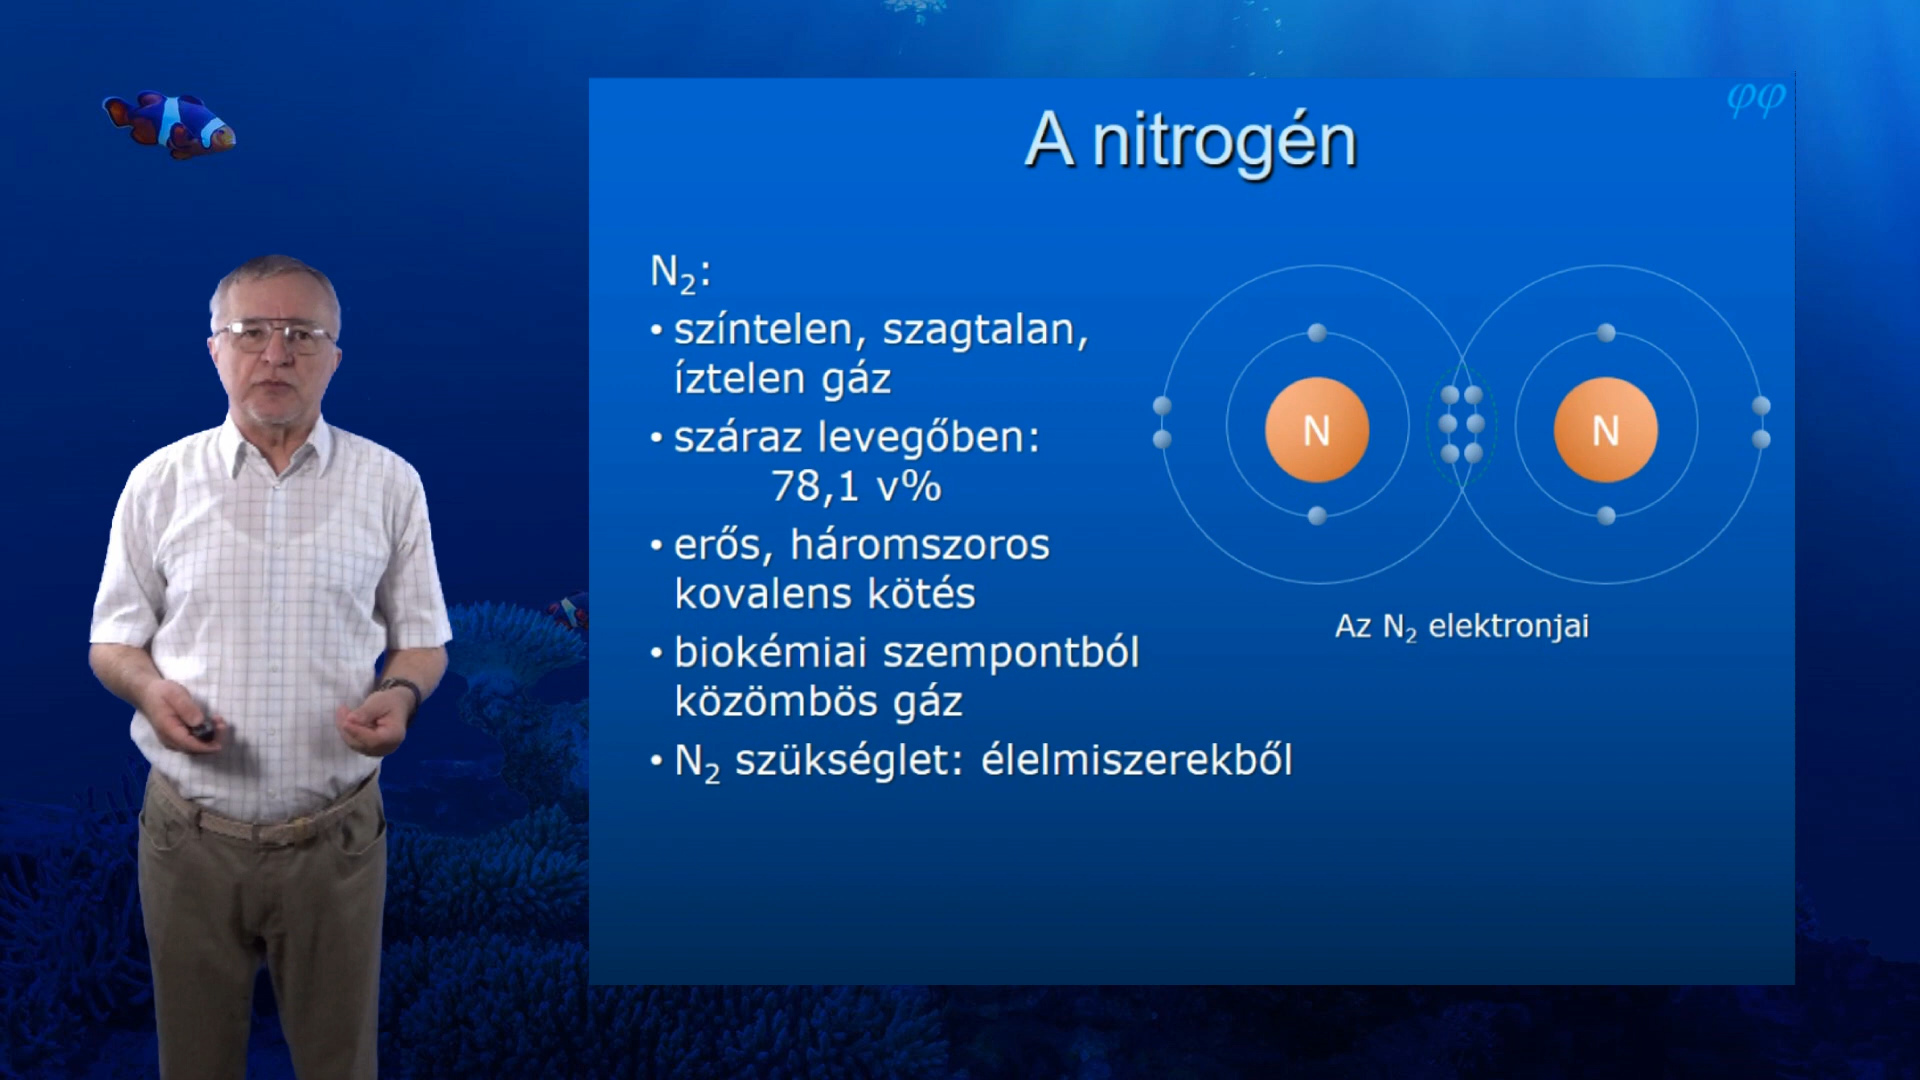 φφ
A nitrogén
N₂:
• színtelen, szagtalan,
íztelen gáz
• száraz levegőben:
78,1 v%
• erős, háromszoros
kovalens kötés
• biokémiai szempontból
közömbös gáz
• N₂ szükséglet: élelmiszerekből
N
N
Az N₂ elektronjai